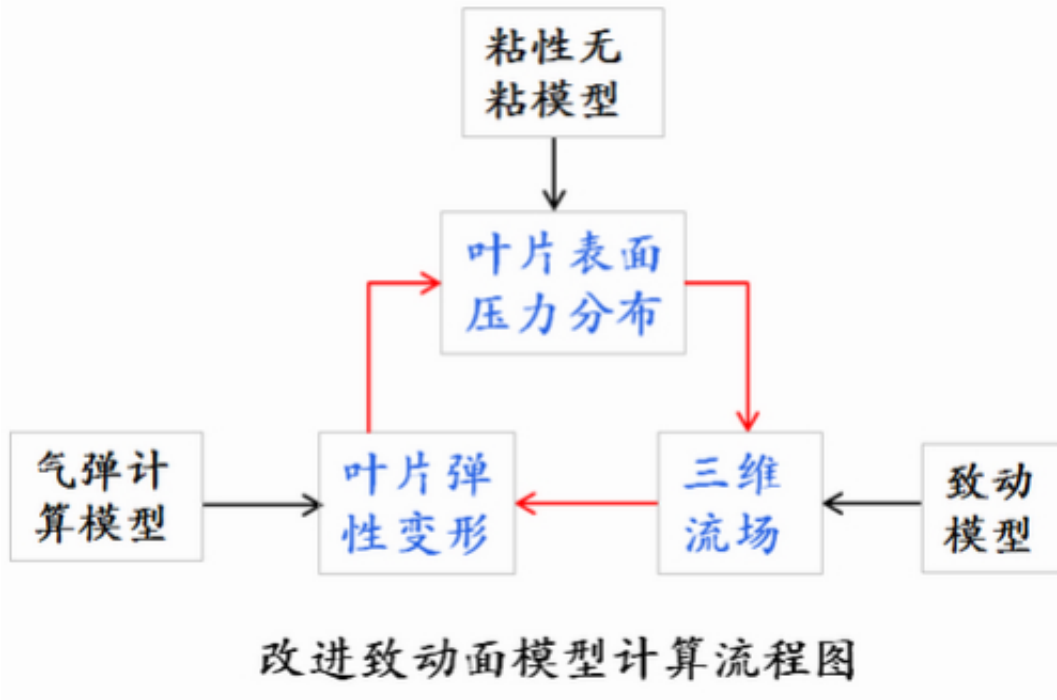 粘性无
粘模型
叶片表面
压力分布
气弹计
算模型
叶片弹
性变形
三维
流场
致动
模型
改进致动面模型计算流程图